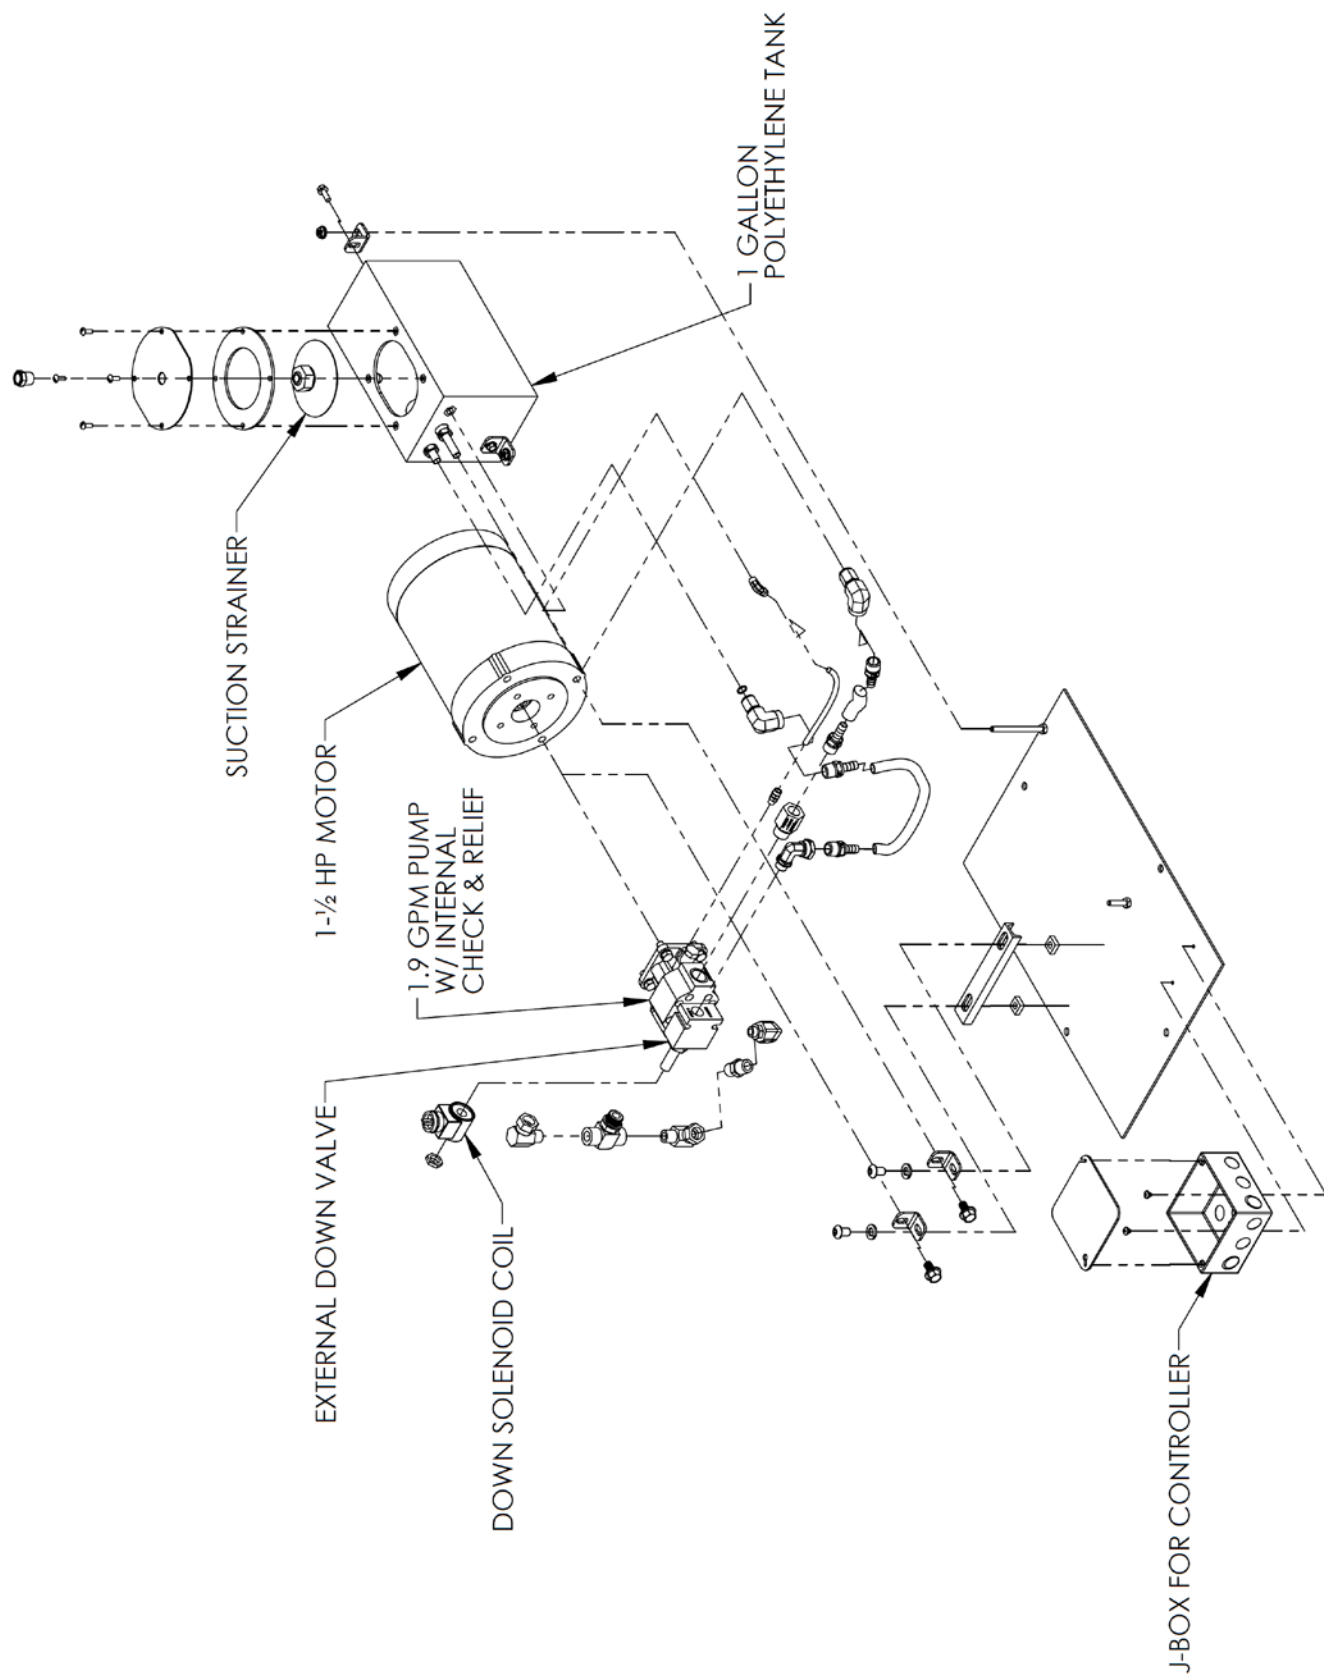 SUCTION STRAINER
1-½ HP MOTOR
1.9 GPM PUMP
W/ INTERNAL
CHECK & RELIEF
EXTERNAL DOWN VALVE
DOWN SOLENOID COIL
1 GALLON
POLYETHYLENE TANK
J-BOX FOR CONTROLLER